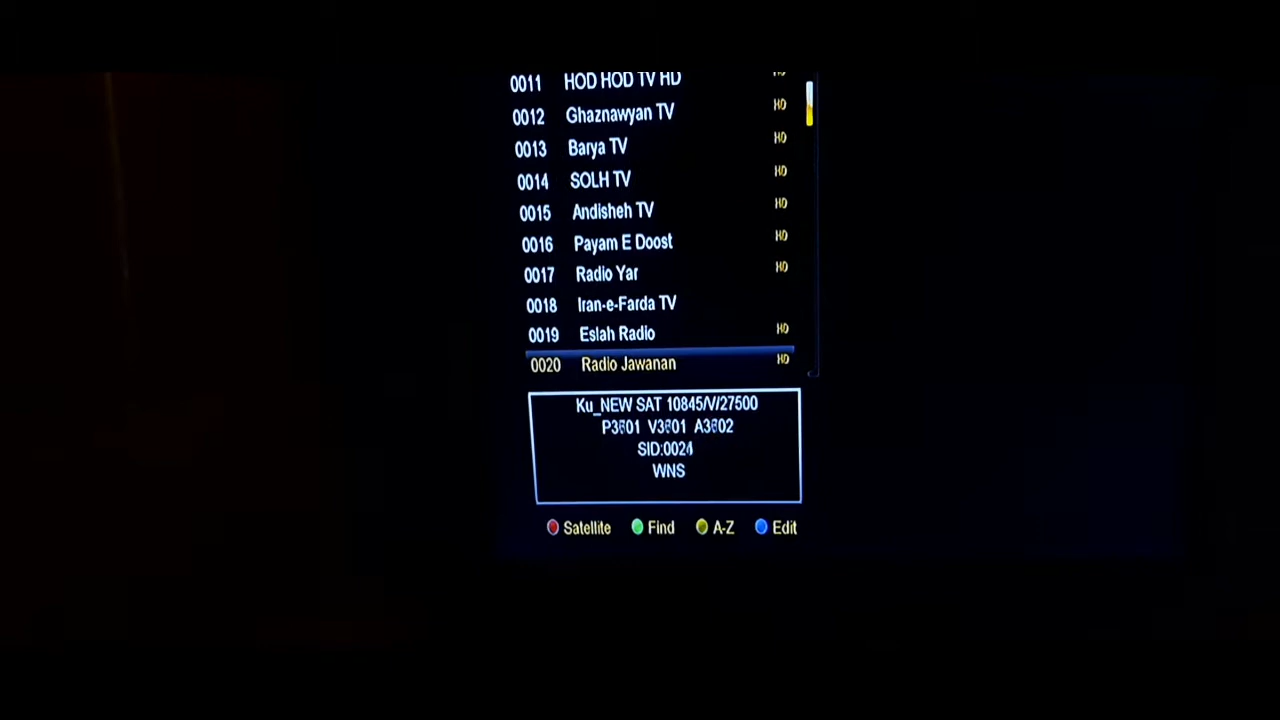 0011 HOD HOD TV HD HD
0012 Ghaznawyan TV HD
0013 Barya TV HD
0014 SOLH TV HD
0015 Andisheh TV HD
0016 Payam E Doost HD
0017 Radio Yar HD
0018 Iran-e-Farda TV
0019 Eslah Radio HD
0020 Radio Jawanan HD
Ku_NEW SAT 10845/V/27500
WNS
Satellite Find A-Z Edit